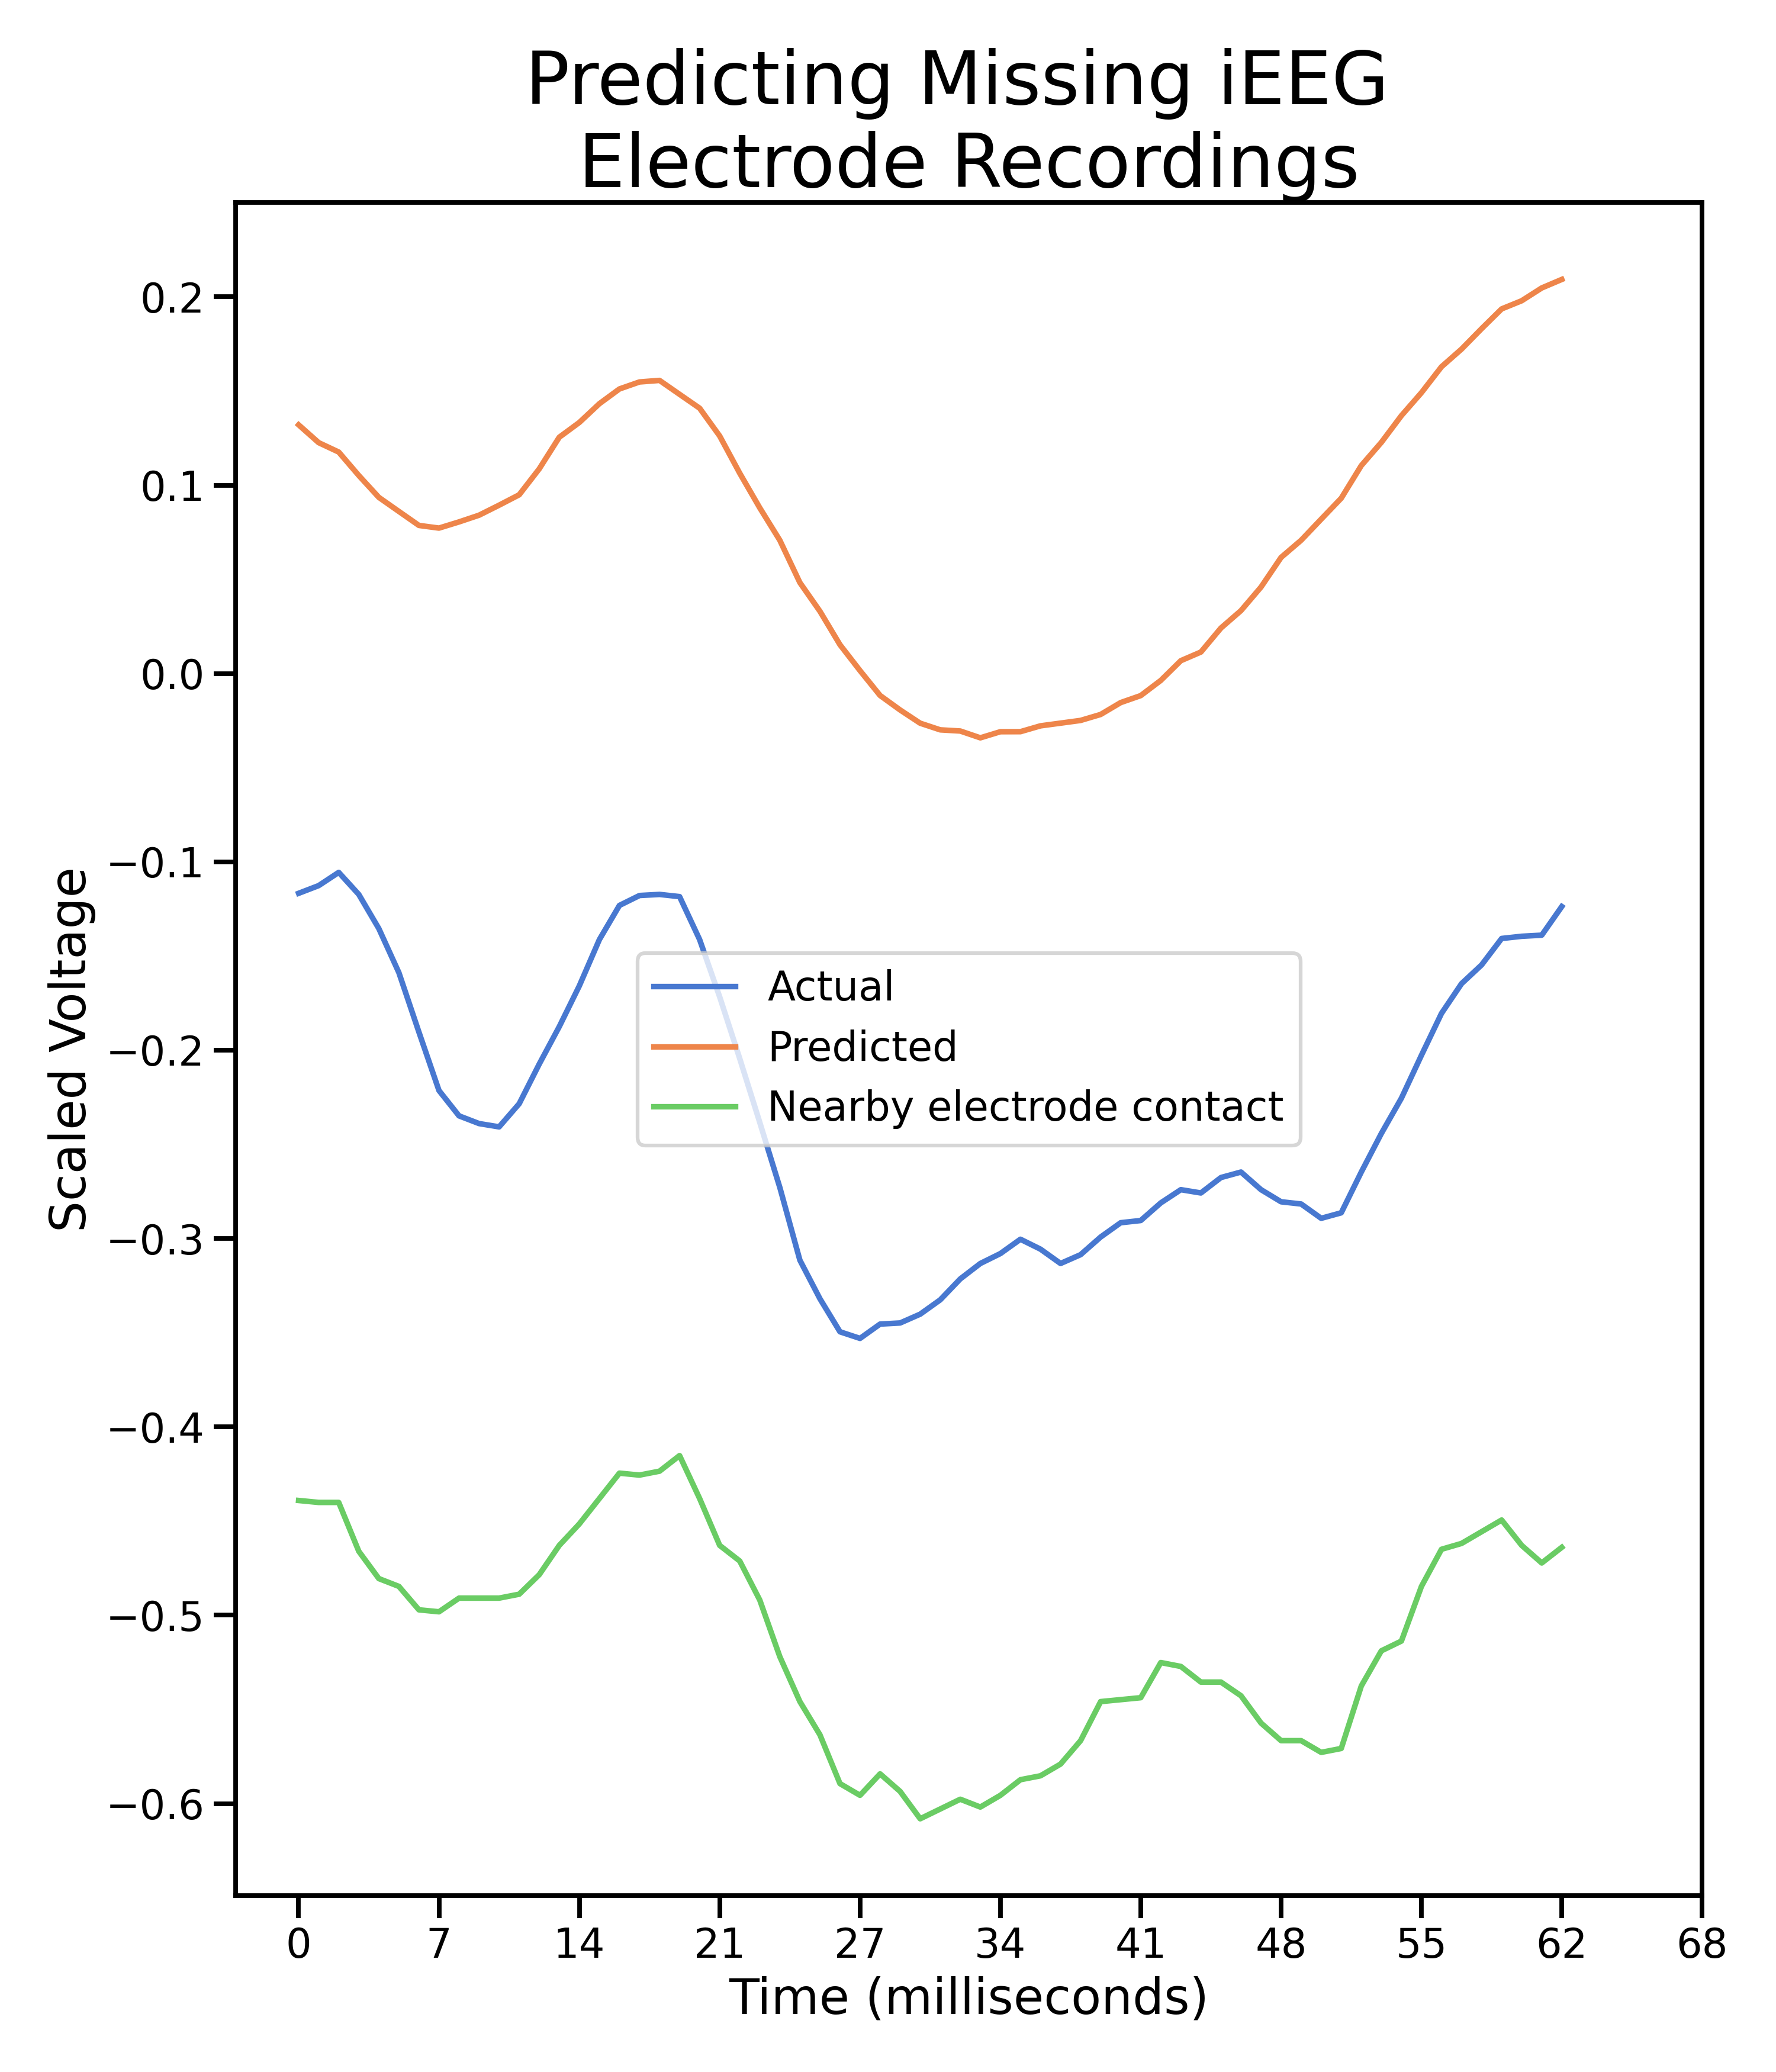 Predicting Missing iEEG
Electrode Recordings
0.2
0.1
0.0
−0.1
−0.2
−0.3
−0.4
−0.5
−0.6
Scaled Voltage
Actual
Predicted
Nearby electrode contact
0 7 14 21 27 34 41 48 55 62 68
Time (milliseconds)